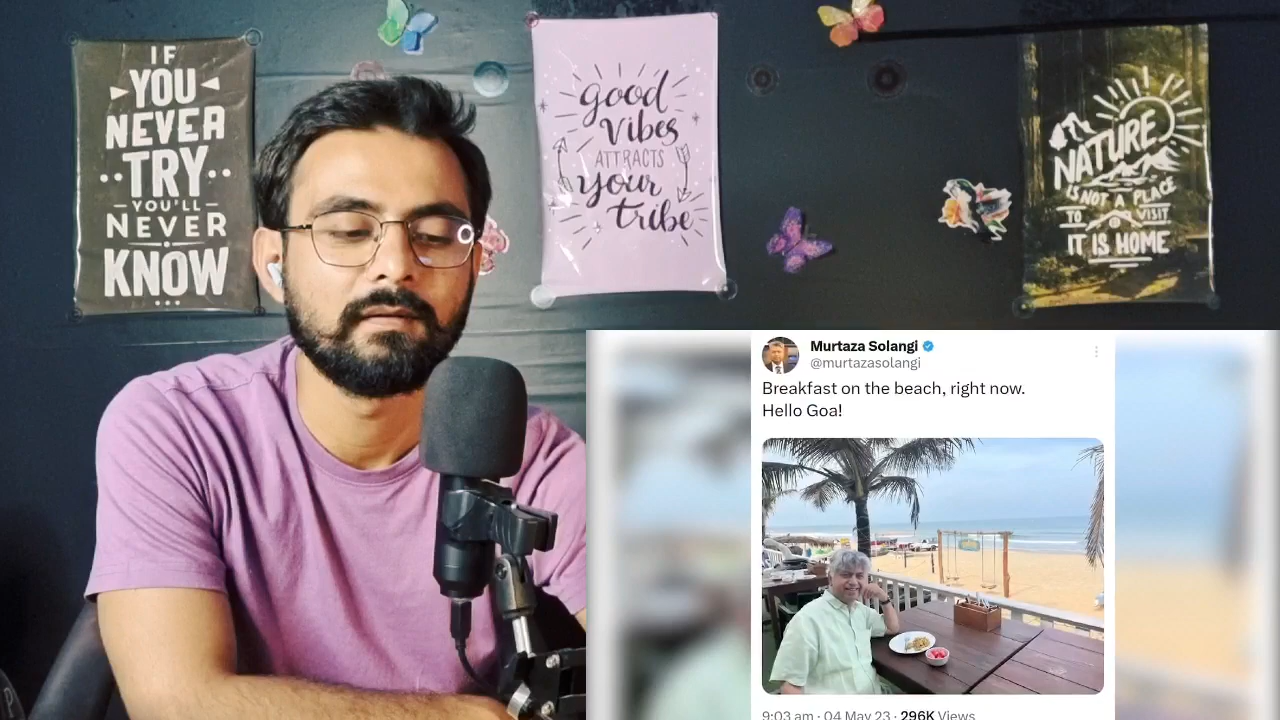 IF
YOU
NEVER
TRY
YOU'LL
NEVER
KNOW
...
good
vibes
ATTRACTS
your
tribe
NATURE
IS NOT A PLACE
TO VISIT
IT IS HOME
Murtaza Solangi
@murtazasolangi
Breakfast on the beach, right now.
Hello Goa!
9:03 am · 04 May 23 · 296K Views